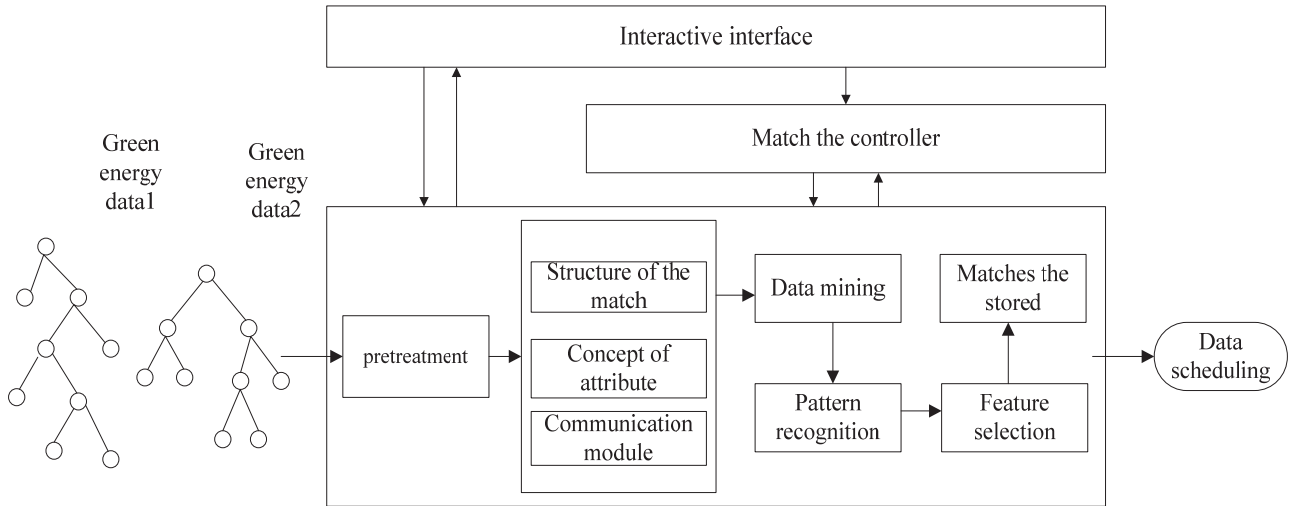 Interactive interface
Match the controller
Green
energy
data1
Green
energy
data2
pretreatment
Structure of the
match
Concept of
attribute
Communication
module
Data mining
Pattern
recognition
Matches the
stored
Feature
selection
Data
scheduling